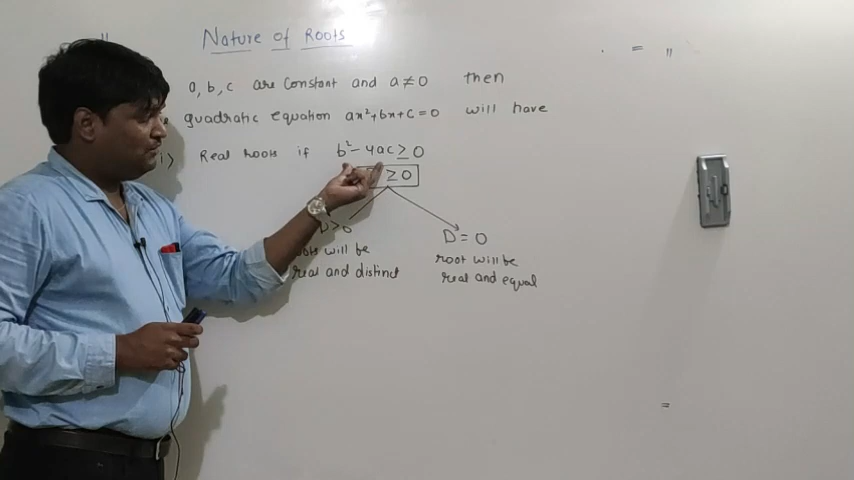 Nature of Roots
a, b, c are constant and a ≠ 0 then
quadratic equation ax²+bx+c=0 will have
i> Real roots if b²-4ac ≥ 0
≥ 0
D>0
D = 0
will be
root will be
real and distinct
real and equal